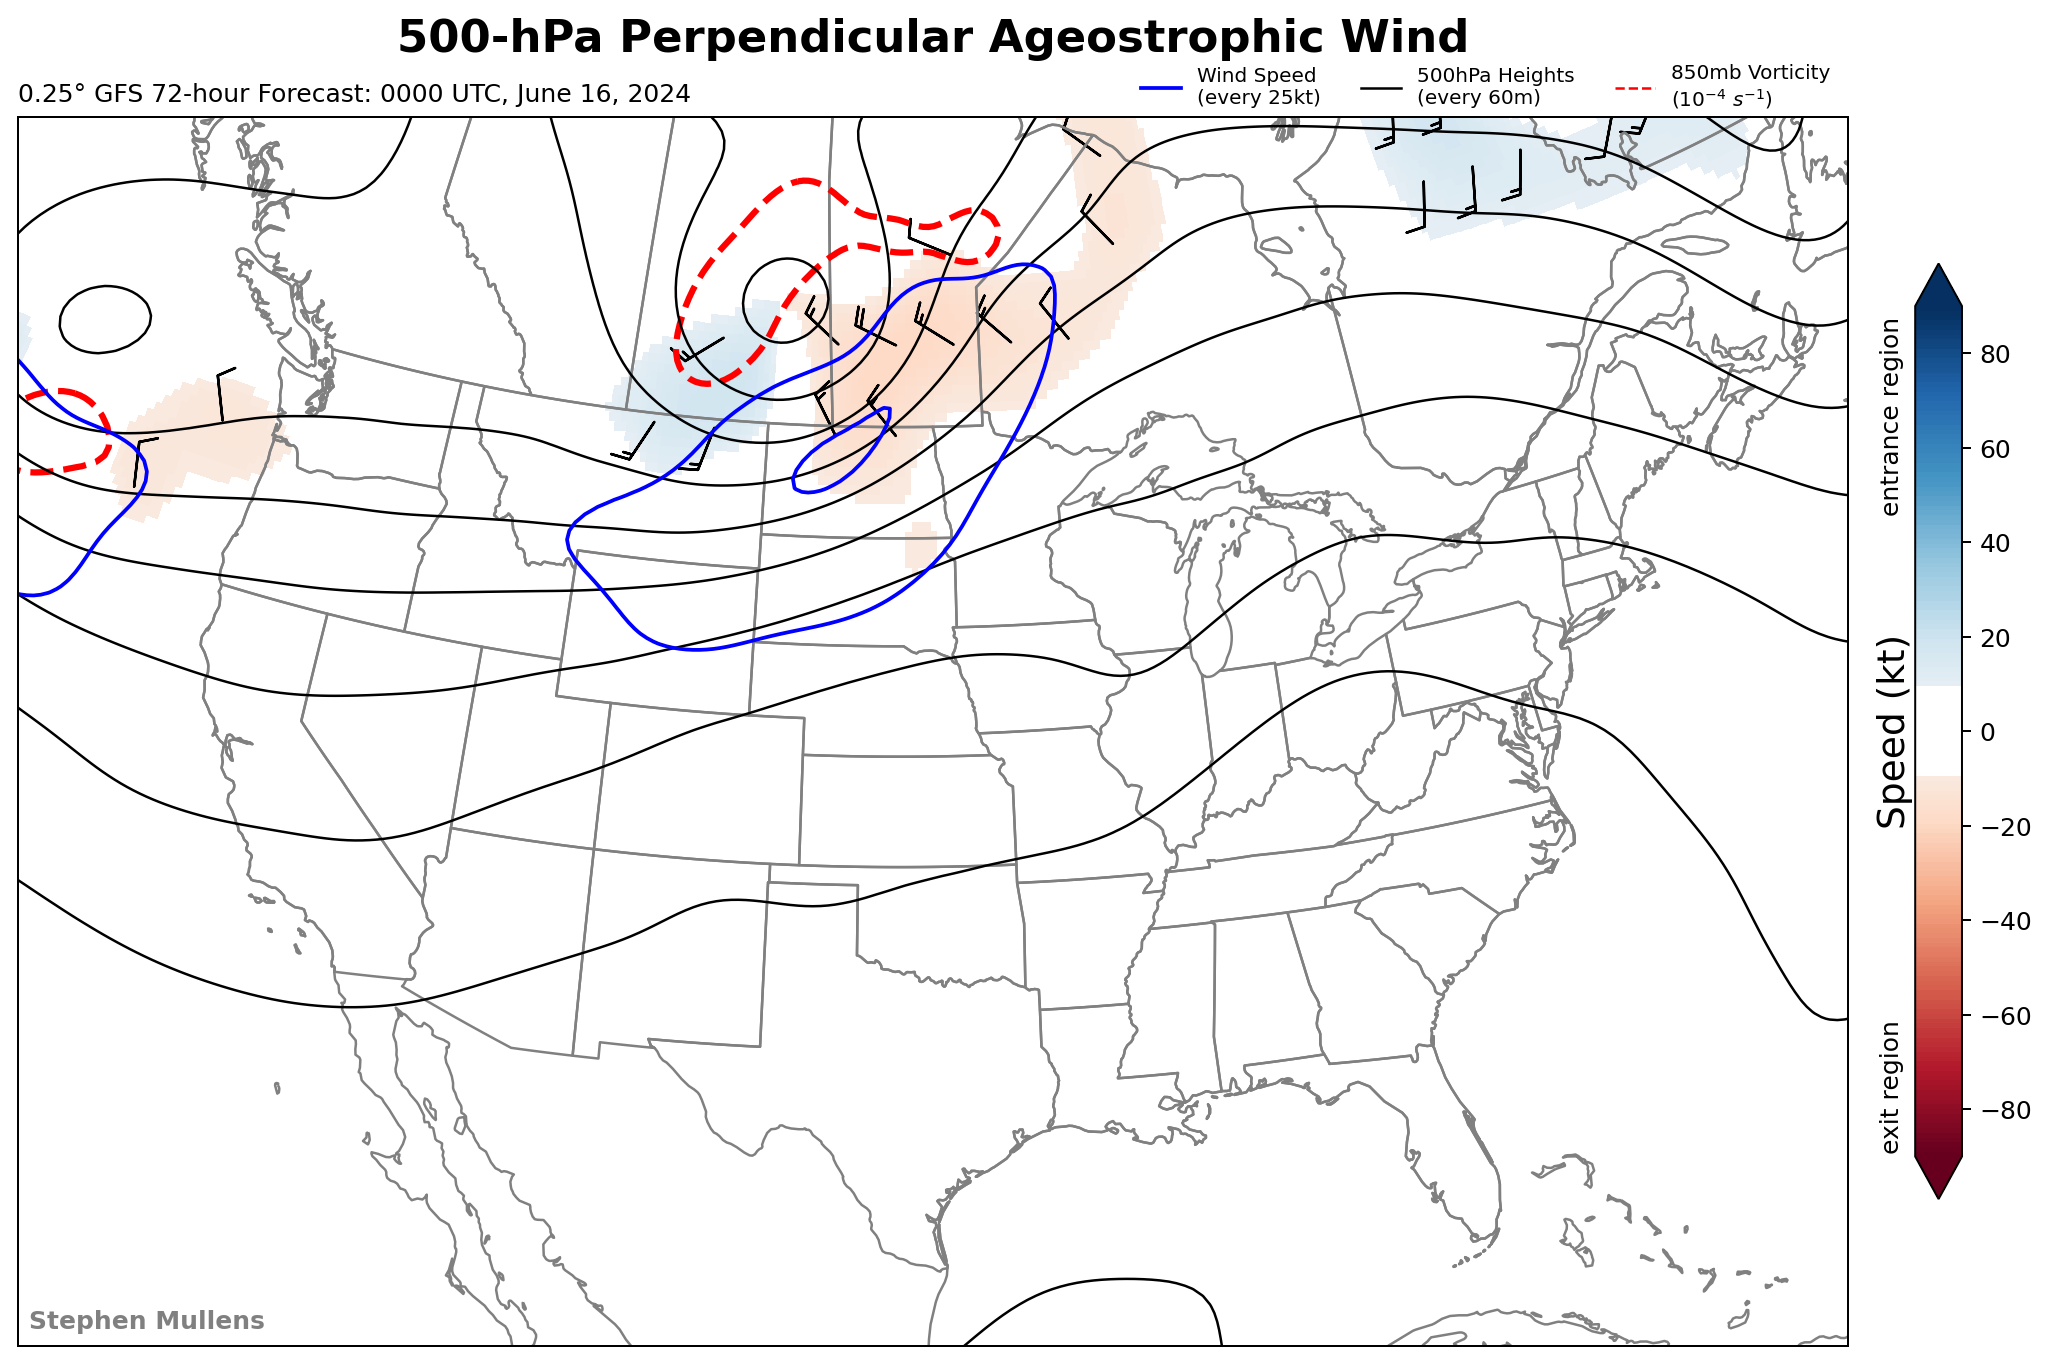 500-hPa Perpendicular Ageostrophic Wind
0.25° GFS 72-hour Forecast: 0000 UTC, June 16, 2024
Wind Speed
(every 25kt)
500hPa Heights
(every 60m)
850mb Vorticity
(10⁻⁴ s⁻¹)
entrance region
Speed (kt)
exit region
80
60
40
20
0
−20
−40
−60
−80
Stephen Mullens